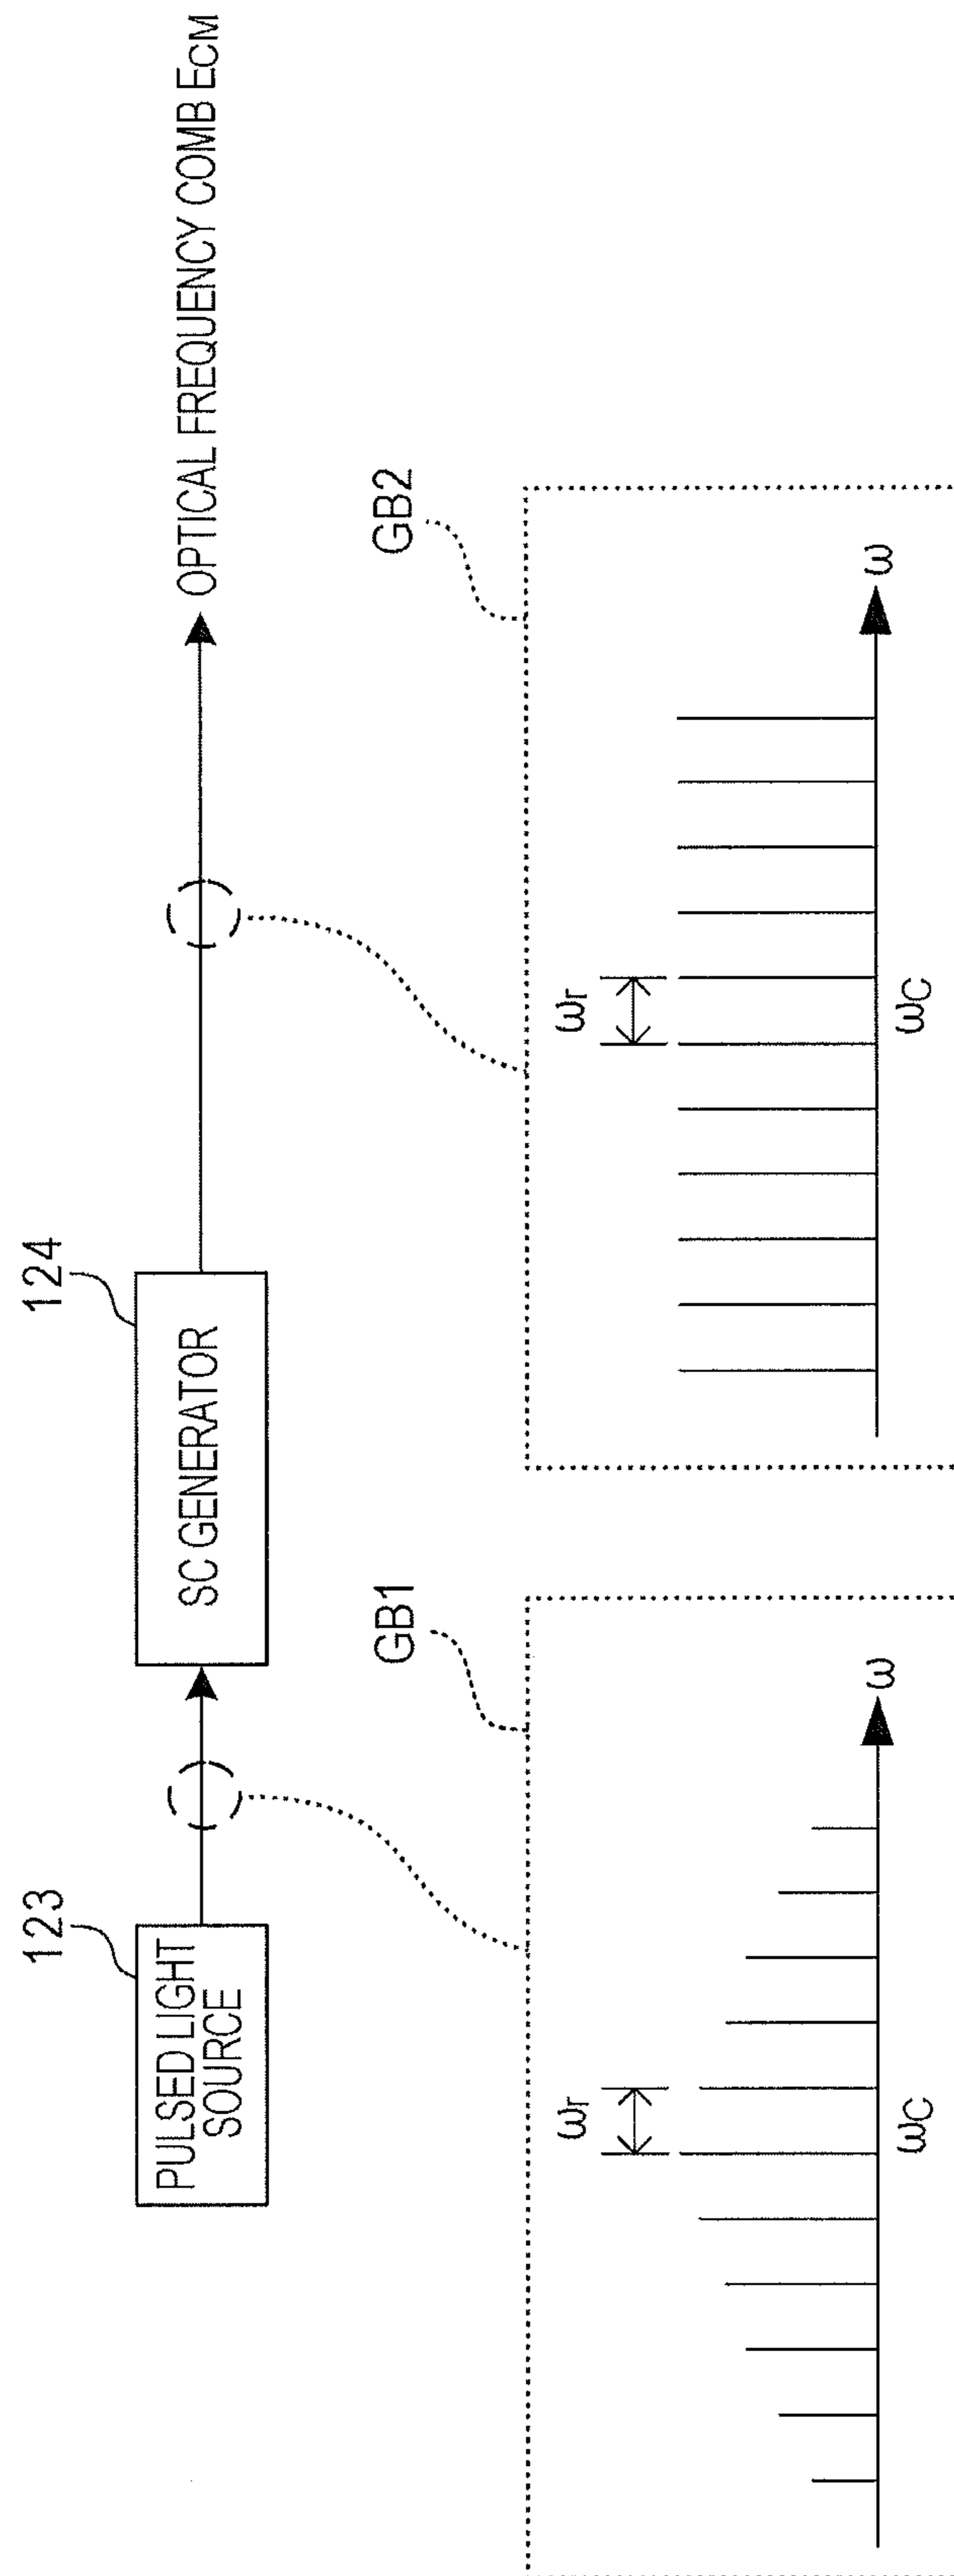 123
PULSED LIGHT
SOURCE
124
SC GENERATOR
OPTICAL FREQUENCY COMB ECM
GB1
ωr
ωC
ω
GB2
ωr
ωC
ω